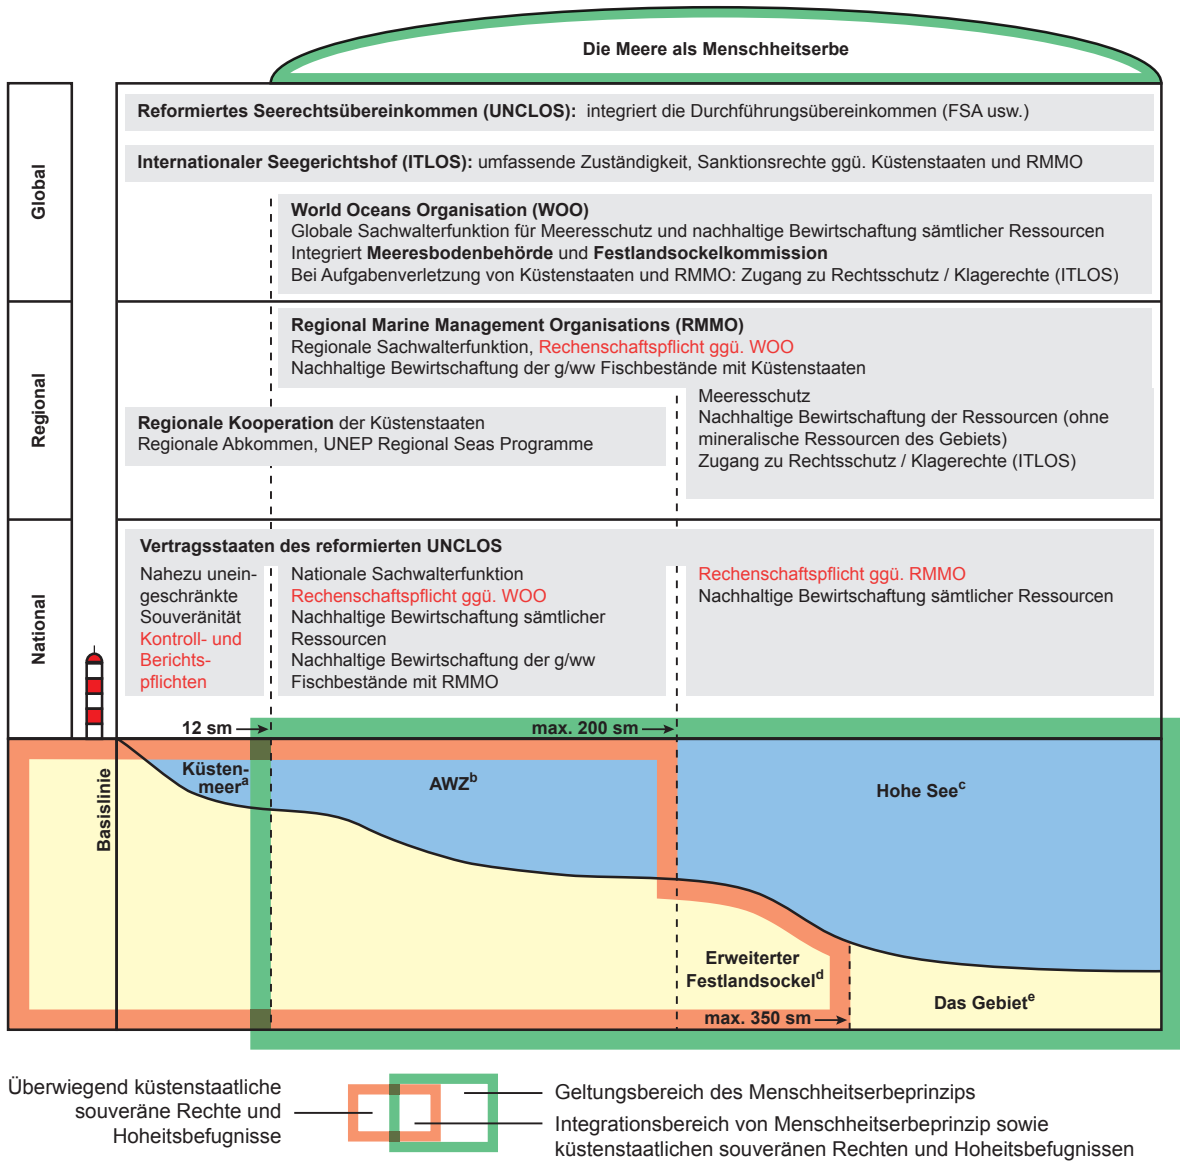 Die Meere als Menschheitserbe
Global
Reformiertes Seerechtsübereinkommen (UNCLOS): integriert die Durchführungsübereinkommen (FSA usw.)
Internationaler Seegerichtshof (ITLOS): umfassende Zuständigkeit, Sanktionsrechte ggü. Küstenstaaten und RMMO
World Oceans Organisation (WOO)
Globale Sachwalterfunktion für Meeresschutz und nachhaltige Bewirtschaftung sämtlicher Ressourcen
Integriert Meeresbodenbehörde und Festlandsockelkommission
Bei Aufgabenverletzung von Küstenstaaten und RMMO: Zugang zu Rechtsschutz / Klagerechte (ITLOS)
Regional
Regional Marine Management Organisations (RMMO)
Regionale Sachwalterfunktion, Rechenschaftspflicht ggü. WOO
Nachhaltige Bewirtschaftung der g/ww Fischbestände mit Küstenstaaten
Meeresschutz
Nachhaltige Bewirtschaftung der Ressourcen (ohne
mineralische Ressourcen des Gebiets)
Zugang zu Rechtsschutz / Klagerechte (ITLOS)
Regionale Kooperation der Küstenstaaten
Regionale Abkommen, UNEP Regional Seas Programme
National
Vertragsstaaten des reformierten UNCLOS
Nahezu unein-
geschränkte
Souveränität
Kontroll- und
Berichts-
pflichten
Nationale Sachwalterfunktion
Rechenschaftspflicht ggü. WOO
Nachhaltige Bewirtschaftung sämtlicher
Ressourcen
Nachhaltige Bewirtschaftung der g/ww
Fischbestände mit RMMO
Rechenschaftspflicht ggü. RMMO
Nachhaltige Bewirtschaftung sämtlicher Ressourcen
12 sm
max. 200 sm
Basislinie
Küsten-
meer^a
AWZ^b
Hohe See^c
Erweiterter
Festlandsockel^d
Das Gebiet^e
max. 350 sm
Überwiegend küstenstaatliche
souveräne Rechte und
Hoheitsbefugnisse
Geltungsbereich des Menschheitserbeprinzips
Integrationsbereich von Menschheitserbeprinzip sowie
küstenstaatlichen souveränen Rechten und Hoheitsbefugnissen